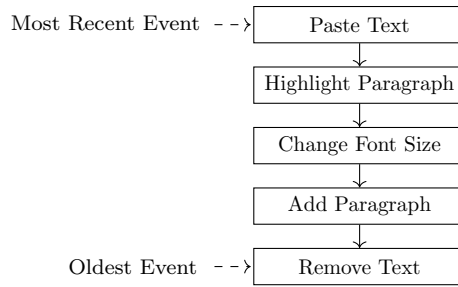 Most Recent Event
Paste Text
Highlight Paragraph
Change Font Size
Add Paragraph
Oldest Event
Remove Text